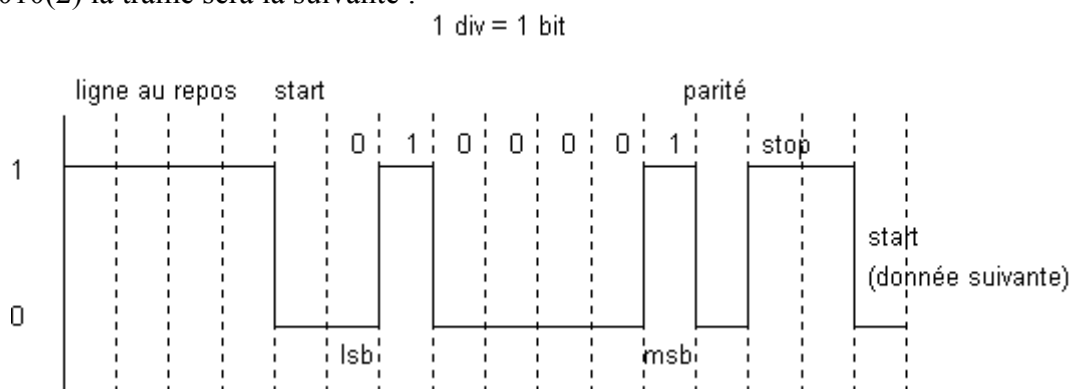 010(2) la trame sera la suivante :
1 div = 1 bit
ligne au repos start parité
0 1 0 0 0 0 1 stop
1
start
(donnée suivante)
0
lsb msb